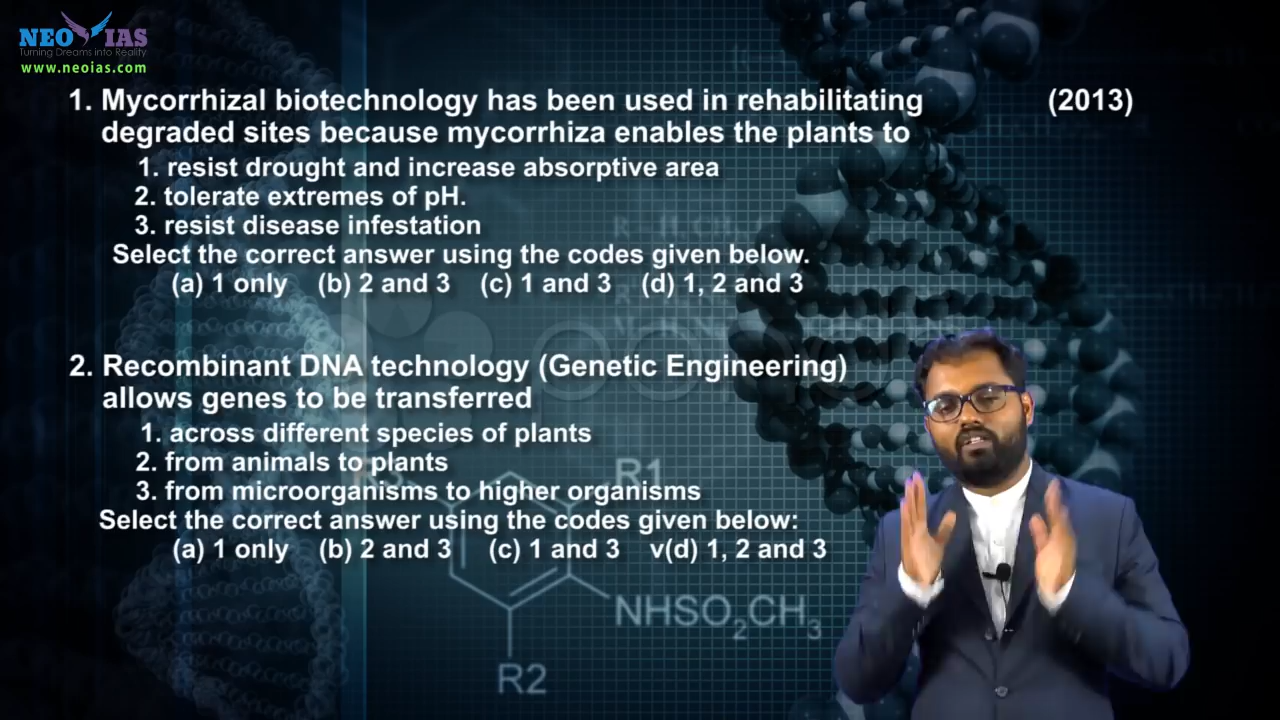 NEO IAS
Turning Dreams into Reality
www.neoias.com
1. Mycorrhizal biotechnology has been used in rehabilitating (2013)
degraded sites because mycorrhiza enables the plants to
1. resist drought and increase absorptive area
2. tolerate extremes of pH.
3. resist disease infestation
Select the correct answer using the codes given below.
(a) 1 only (b) 2 and 3 (c) 1 and 3 (d) 1, 2 and 3
2. Recombinant DNA technology (Genetic Engineering)
allows genes to be transferred
1. across different species of plants
2. from animals to plants
R1
3. from microorganisms to higher organisms
Select the correct answer using the codes given below:
(a) 1 only (b) 2 and 3 (c) 1 and 3 v(d) 1, 2 and 3
NHSO₂CH₃
R2